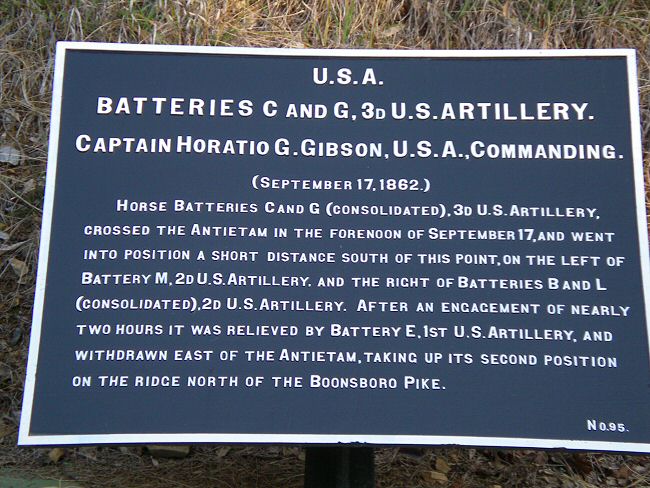 U.S.A.
BATTERIES C AND G, 3D U.S. ARTILLERY.
CAPTAIN HORATIO G. GIBSON, U.S.A., COMMANDING.
(SEPTEMBER 17, 1862.)
HORSE BATTERIES C AND G (CONSOLIDATED), 3D U.S. ARTILLERY,
CROSSED THE ANTIETAM IN THE FORENOON OF SEPTEMBER 17, AND WENT
INTO POSITION A SHORT DISTANCE SOUTH OF THIS POINT, ON THE LEFT OF
BATTERY M, 2D U.S. ARTILLERY. AND THE RIGHT OF BATTERIES B AND L
(CONSOLIDATED), 2D U.S. ARTILLERY. AFTER AN ENGAGEMENT OF NEARLY
TWO HOURS IT WAS RELIEVED BY BATTERY E, 1ST U.S. ARTILLERY, AND
WITHDRAWN EAST OF THE ANTIETAM, TAKING UP ITS SECOND POSITION
ON THE RIDGE NORTH OF THE BOONSBORO PIKE.
NO.95.